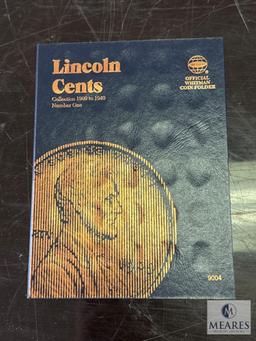 Lincoln
Cents
Collection 1909 to 1940
Number One
OFFICIAL
WHITMAN
COIN FOLDER
9004
M
MEARES